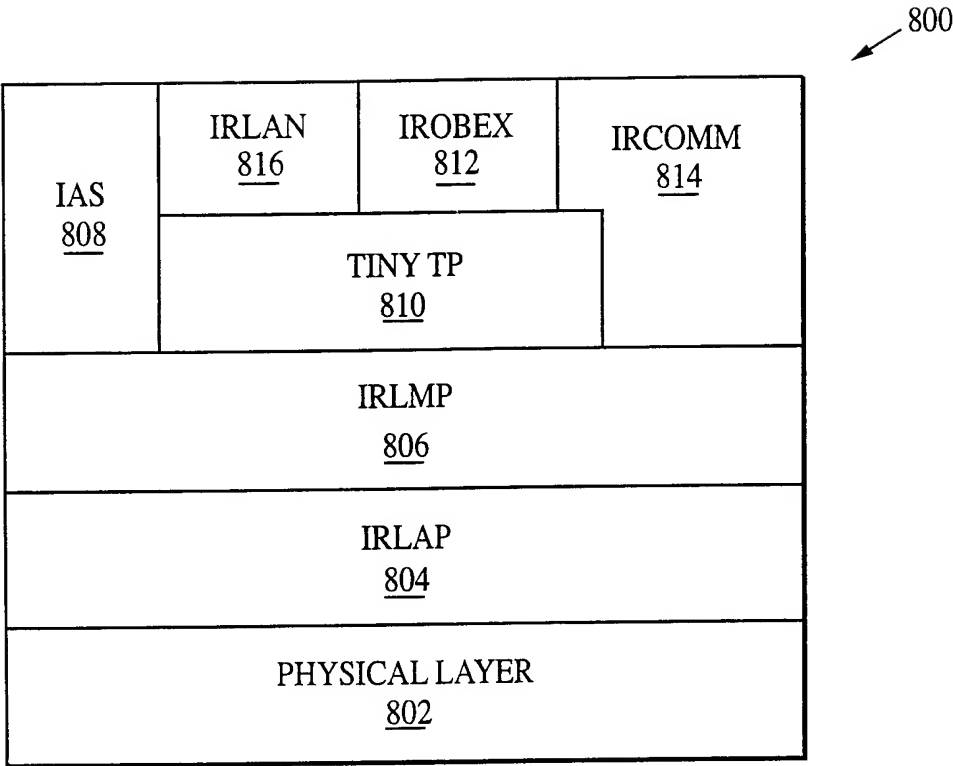 800
IRLAN
816
IROBEX
812
IRCOMM
814
IAS
808
TINY TP
810
IRLMP
806
IRLAP
804
PHYSICAL LAYER
802